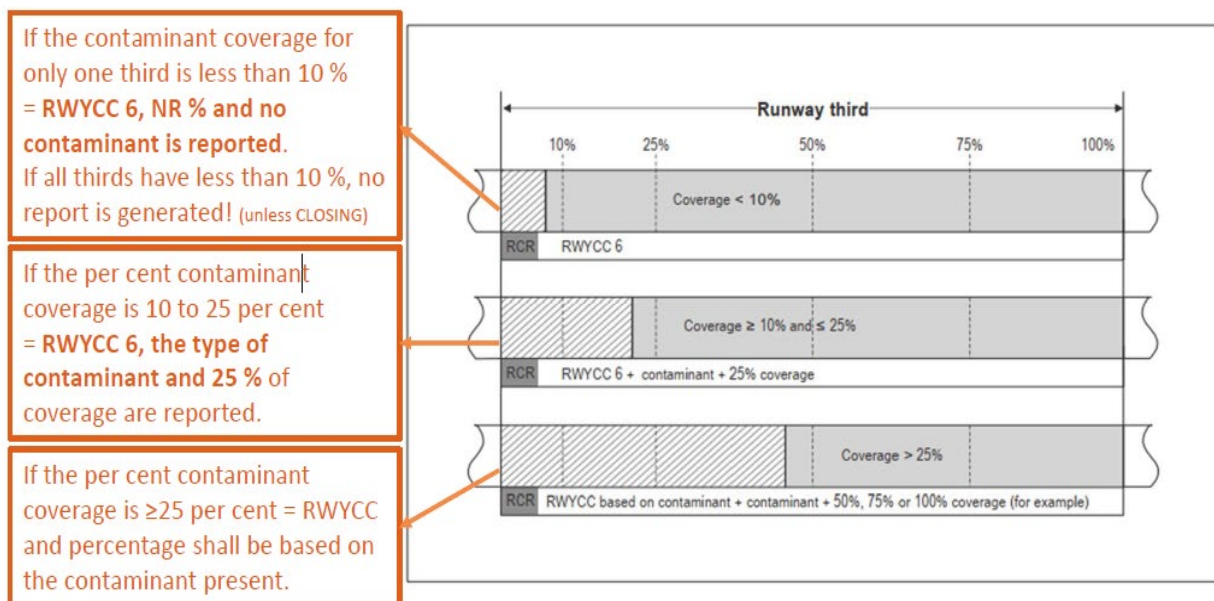 If the contaminant coverage for
only one third is less than 10 %
= RWYCC 6, NR % and no
contaminant is reported.
If all thirds have less than 10 %, no
report is generated! (unless CLOSING)
If the per cent contaminant
coverage is 10 to 25 per cent
= RWYCC 6, the type of
contaminant and 25 % of
coverage are reported.
If the per cent contaminant
coverage is ≥25 per cent = RWYCC
and percentage shall be based on
the contaminant present.
Runway third
10% 25% 50% 75% 100%
Coverage < 10%
RCR RWYCC 6
Coverage ≥ 10% and ≤ 25%
RCR RWYCC 6 + contaminant + 25% coverage
Coverage > 25%
RCR RWYCC based on contaminant + contaminant + 50%, 75% or 100% coverage (for example)